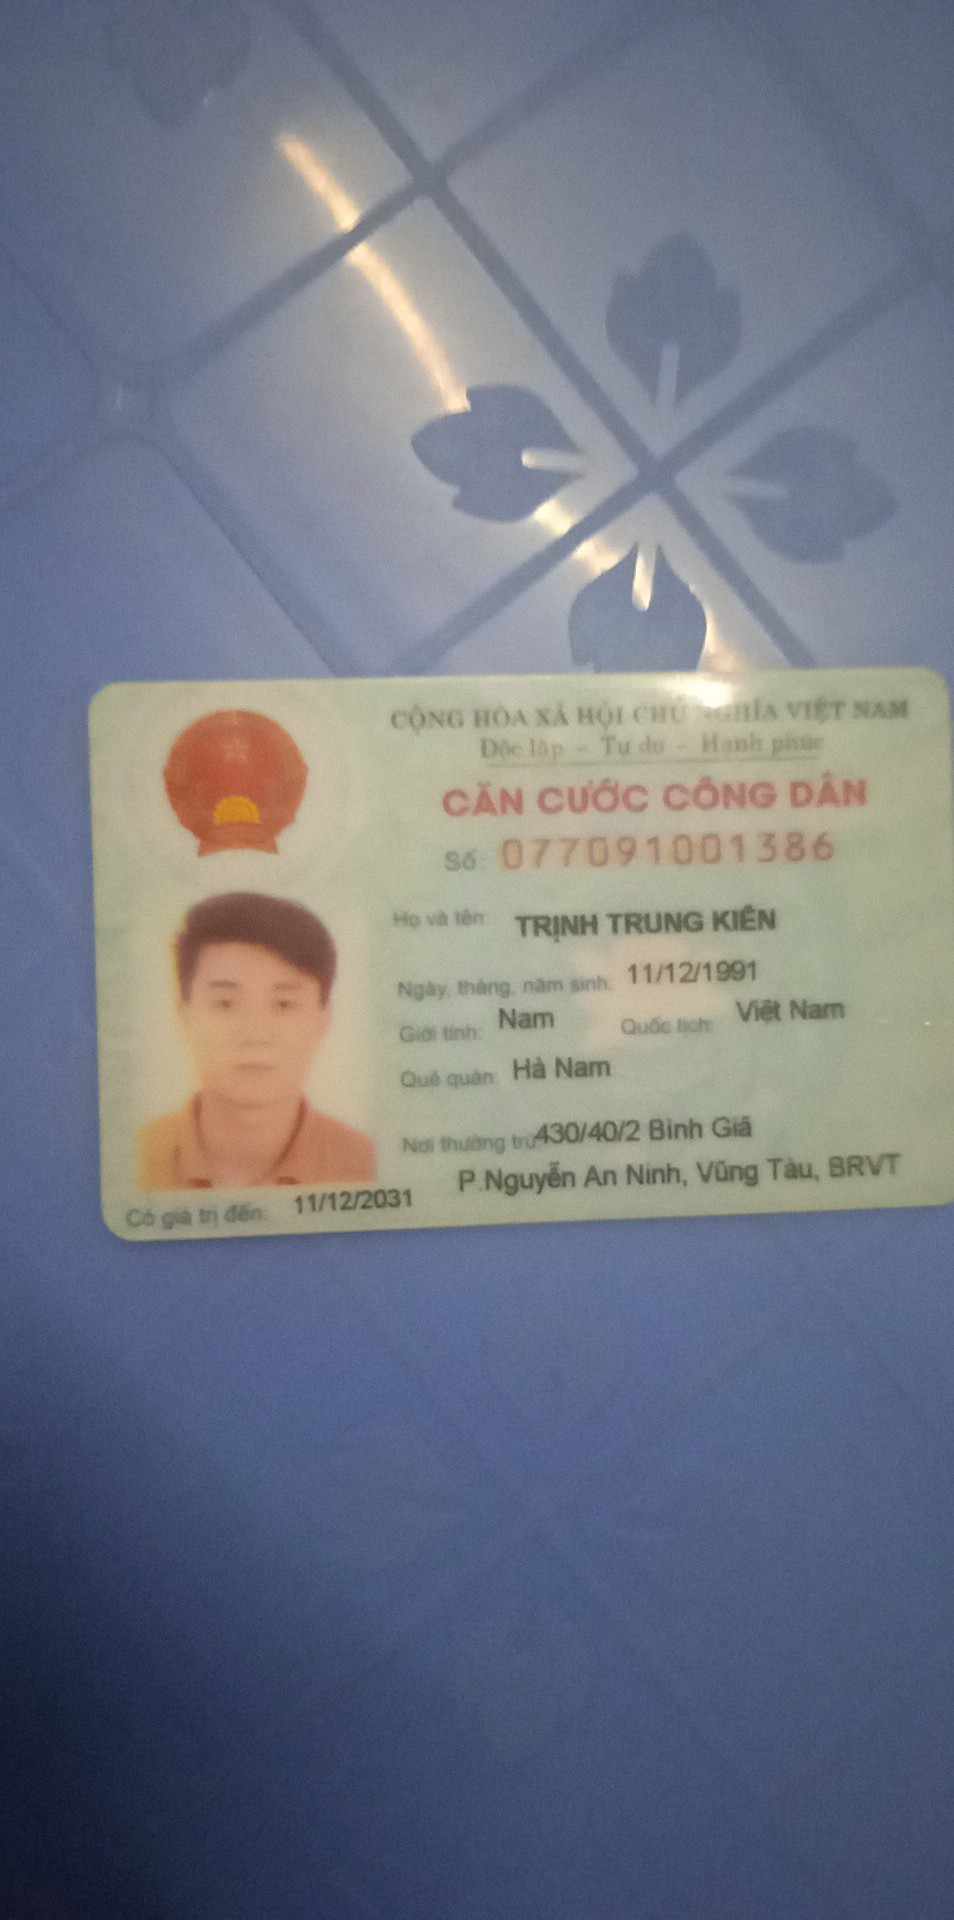 CỘNG HÒA XÃ HỘI CHỦ NGHĨA VIỆT NAM
Độc lập - Tự do - Hạnh phúc
CĂN CƯỚC CÔNG DÂN
Số: 077091001386
Họ và tên: TRỊNH TRUNG KIÊN
Ngày, tháng, năm sinh: 11/12/1991
Giới tính: Nam Quốc tịch: Việt Nam
Quê quán: Hà Nam
Nơi thường trú: 430/40/2 Bình Giã
P.Nguyễn An Ninh, Vũng Tàu, BRVT
Có giá trị đến: 11/12/2031